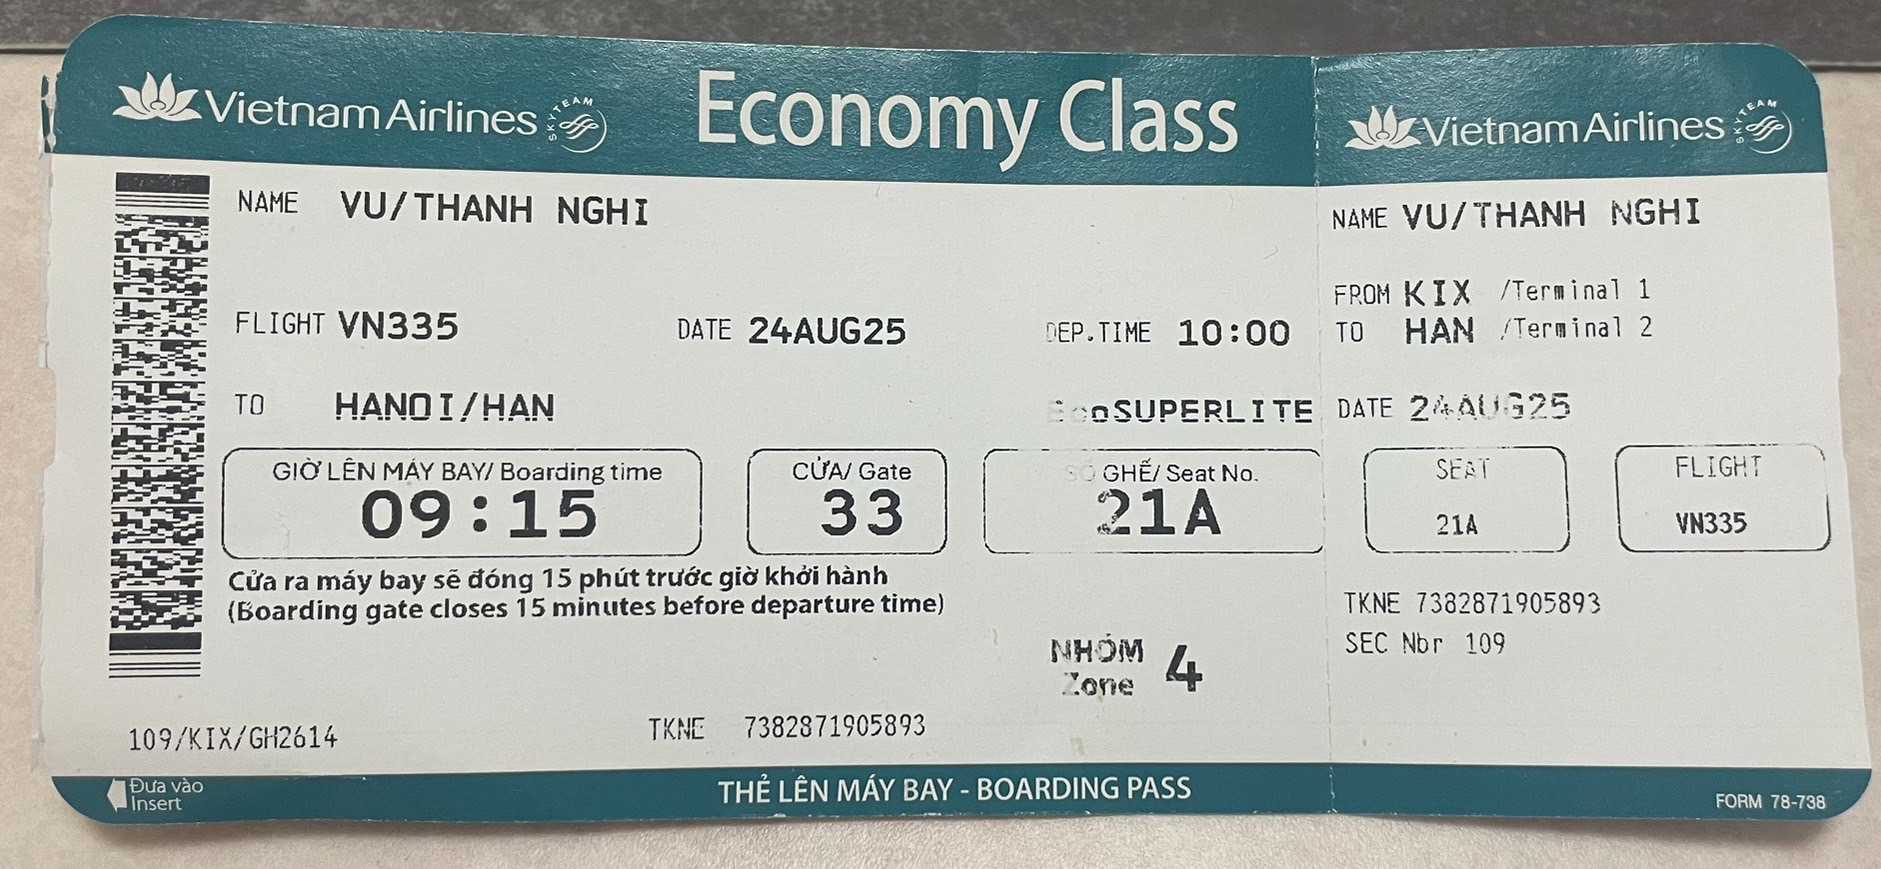 Vietnam Airlines SKYTEAM Economy Class
NAME VU/THANH NGHI
FLIGHT VN335 DATE 24AUG25 DEP.TIME 10:00
TO HANOI/HAN EcoSUPERLITE
GIỜ LÊN MÁY BAY/ Boarding time CỬA/ Gate SỐ GHẾ/ Seat No.
09:15 33 21A
Cửa ra máy bay sẽ đóng 15 phút trước giờ khởi hành
(Boarding gate closes 15 minutes before departure time)
NHÓM
Zone 4
109/KIX/GH2614 TKNE 7382871905893
Đưa vào
Insert
THẺ LÊN MÁY BAY - BOARDING PASS
Vietnam Airlines SKYTEAM
NAME VU/THANH NGHI
FROM KIX /Terminal 1
TO HAN /Terminal 2
DATE 24AUG25
SEAT FLIGHT
21A VN335
TKNE 7382871905893
SEC Nbr 109
FORM 78-738